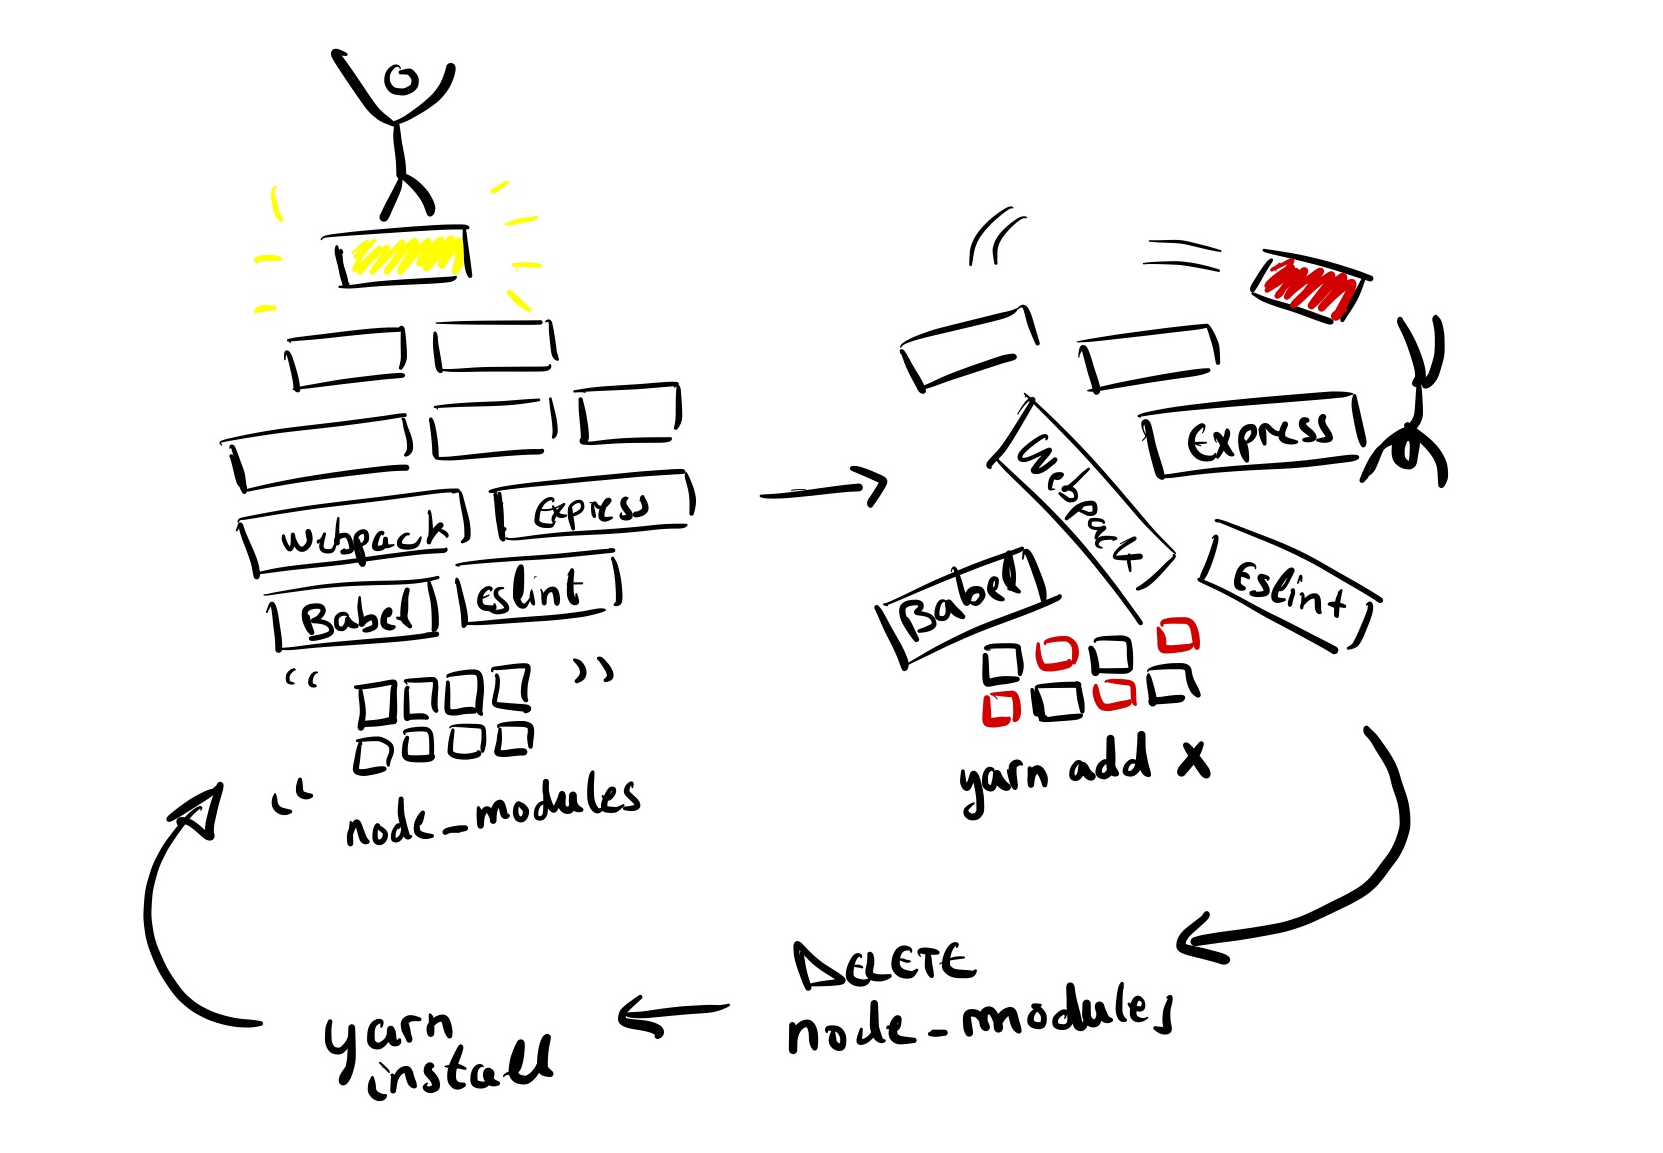 Webpack
Express
Babel
eslint
node_modules
Express
Webpack
Babel
Eslint
yarn add X
DELETE
node_modules
yarn
install